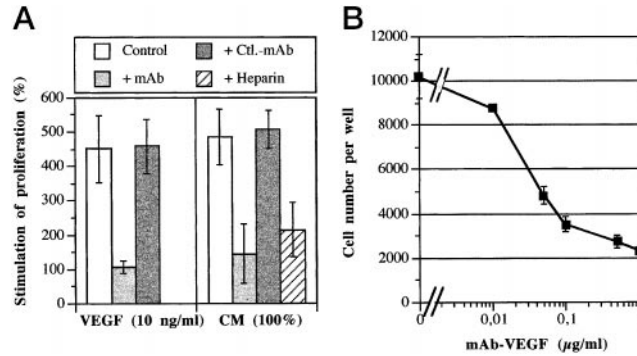 A
Control
+ Ctl.-mAb
+ mAb
+ Heparin
Stimulation of proliferation (%)
600
500
400
300
200
100
0
VEGF (10 ng/ml)
CM (100%)
B
Cell number per well
12000
10000
8000
6000
4000
2000
0
0
0,01
0,1
mAb-VEGF (µg/ml)